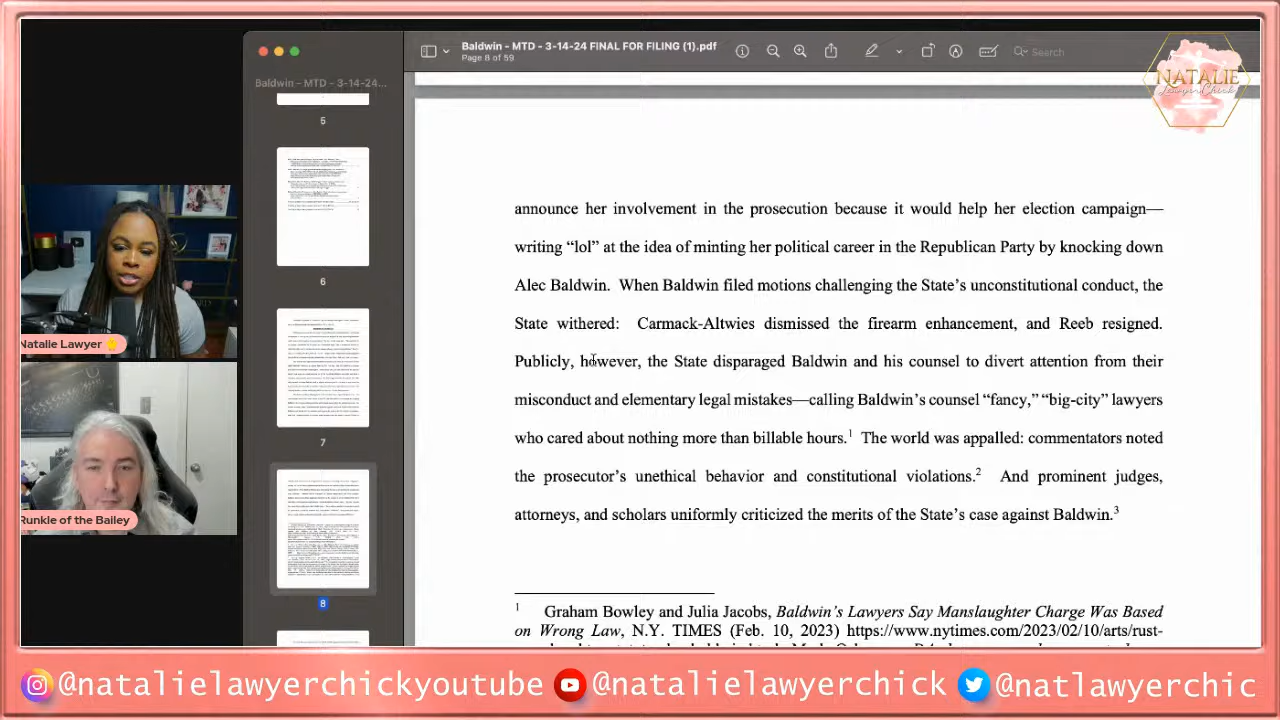 Baldwin - MTD - 3-14-24 FINAL FOR FILING (1).pdf
Page 8 of 59
Search
Baldwin - MTD - 3-14-24...
5
6
7
8
NATALIE
LawyerChick
announce her involvement in the prosecution because it would help her election campaign—
writing “lol” at the idea of minting her political career in the Republican Party by knocking down
Alec Baldwin. When Baldwin filed motions challenging the State’s unconstitutional conduct, the
State withered: Carmack-Altwies dismissed the firearm enhancement, and Reeb resigned.
Publicly, however, the State disparaged Baldwin and his counsel to divert attention from their
misconduct and elementary legal mistakes—calling Baldwin’s counsel “fancy,” “big-city” lawyers
who cared about nothing more than billable hours.1 The world was appalled: commentators noted
the prosecutor’s unethical behavior and constitutional violations.2 And prominent judges,
attorneys and scholars uniformly criticized the merits of the State’s case against Baldwin.3
1 Graham Bowley and Julia Jacobs, Baldwin’s Lawyers Say Manslaughter Charge Was Based
on Wrong Law, N.Y. TIMES (Feb. 10, 2023) https://www.nytimes.com/2023/02/10/arts/rust-
Natalie Lawyer
Runkle of the Bailey
@natalielawyerchickyoutube @natalielawyerchick @natlawyerchic